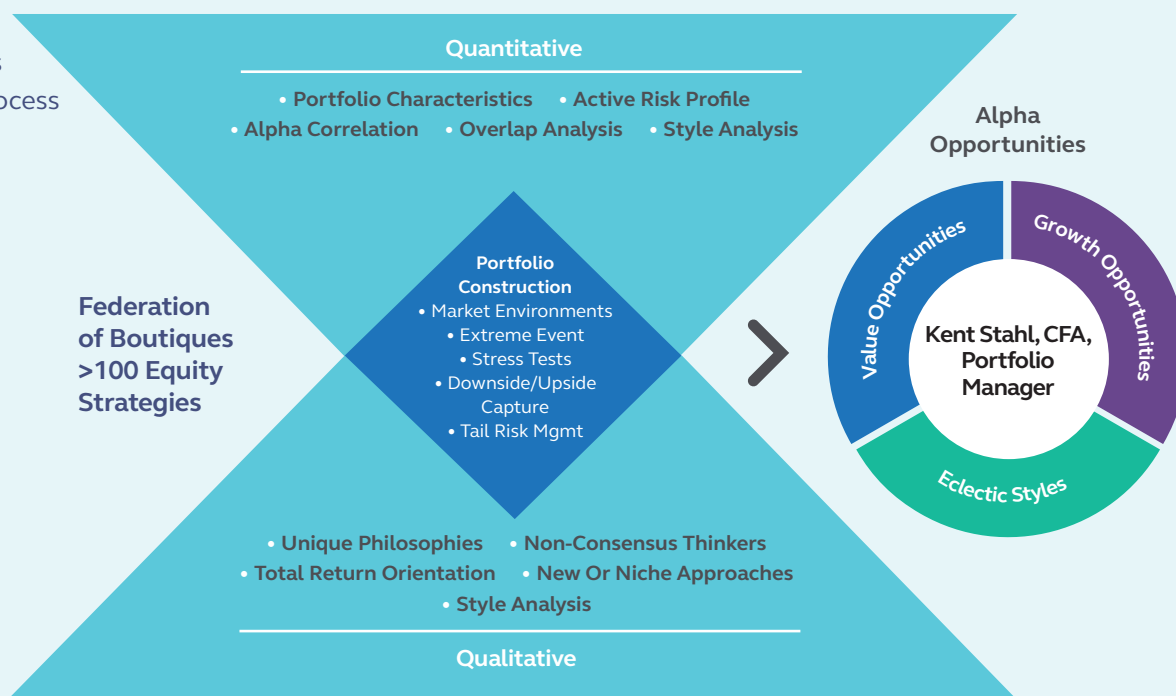 Quantitative
• Portfolio Characteristics • Active Risk Profile
• Alpha Correlation • Overlap Analysis • Style Analysis
Federation
of Boutiques
>100 Equity
Strategies
Portfolio
Construction
• Market Environments
• Extreme Event
• Stress Tests
• Downside/Upside
Capture
• Tail Risk Mgmt
• Unique Philosophies • Non-Consensus Thinkers
• Total Return Orientation • New Or Niche Approaches
• Style Analysis
Qualitative
Alpha
Opportunities
Value Opportunities
Growth Opportunities
Eclectic Styles
Kent Stahl, CFA,
Portfolio
Manager